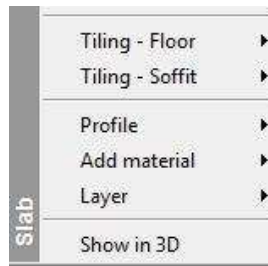 Tiling - Floor
Tiling - Soffit
Profile
Add material
Layer
Show in 3D
Slab